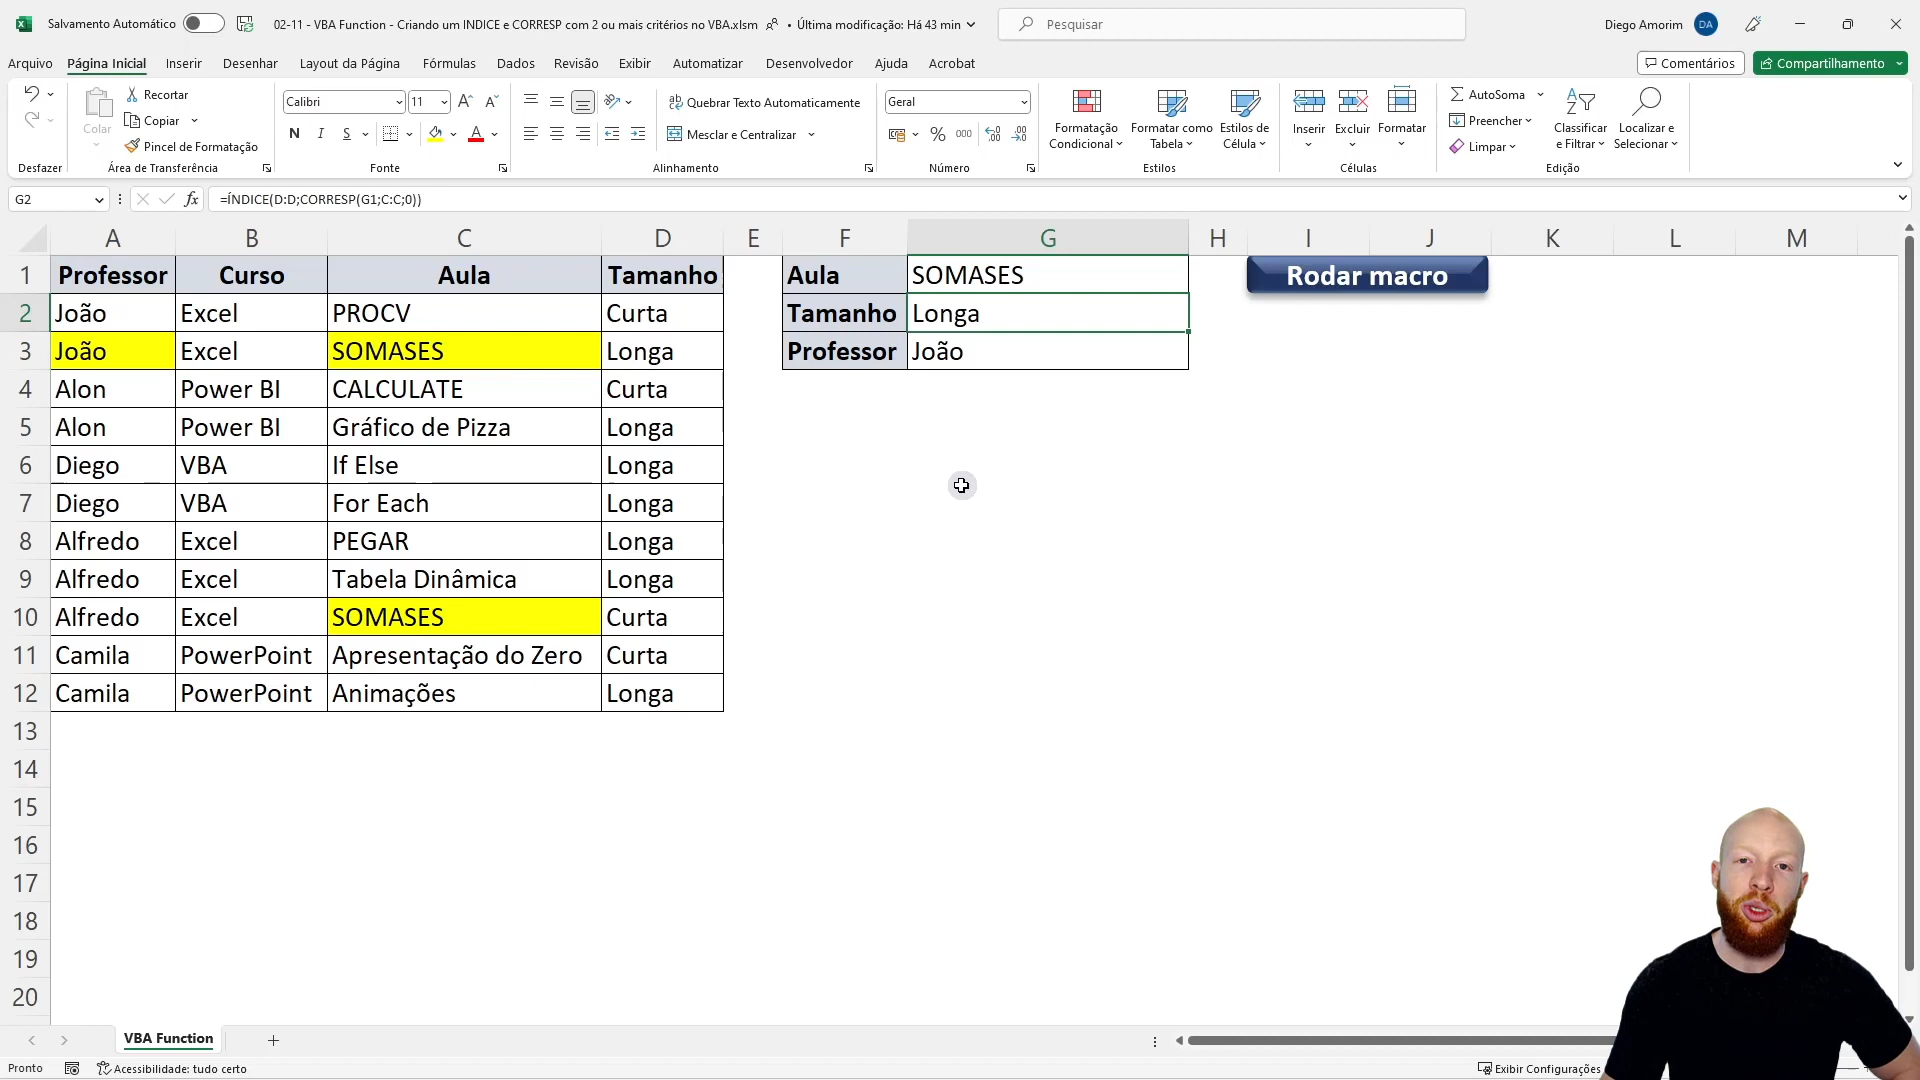 Salvamento Automático
02-11 - VBA Function - Criando um INDICE e CORRESP com 2 ou mais critérios no VBA.xlsm • Última modificação: Há 43 min
Pesquisar
Diego Amorim DA
Arquivo Página Inicial Inserir Desenhar Layout da Página Fórmulas Dados Revisão Exibir Automatizar Desenvolvedor Ajuda Acrobat
Comentários Compartilhamento
Colar
Recortar
Copiar
Pincel de Formatação
Calibri 11
N I S
Quebrar Texto Automaticamente
Mesclar e Centralizar
Geral
% 000
Formatação Condicional
Formatar como Tabela
Estilos de Célula
Inserir Excluir Formatar
AutoSoma
Preencher
Limpar
Classificar e Filtrar
Localizar e Selecionar
Desfazer Área de Transferência Fonte Alinhamento Número Estilos Células Edição
G2 fx =ÍNDICE(D:D;CORRESP(G1;C:C;0))
A B C D E F G H I J K L M
1 Professor Curso Aula Tamanho Aula SOMASES Rodar macro
2 João Excel PROCV Curta Tamanho Longa
3 João Excel SOMASES Longa Professor João
4 Alon Power BI CALCULATE Curta
5 Alon Power BI Gráfico de Pizza Longa
6 Diego VBA If Else Longa
7 Diego VBA For Each Longa
8 Alfredo Excel PEGAR Longa
9 Alfredo Excel Tabela Dinâmica Longa
10 Alfredo Excel SOMASES Curta
11 Camila PowerPoint Apresentação do Zero Curta
12 Camila PowerPoint Animações Longa
13
14
15
16
17
18
19
20
VBA Function
Pronto Acessibilidade: tudo certo Exibir Configurações